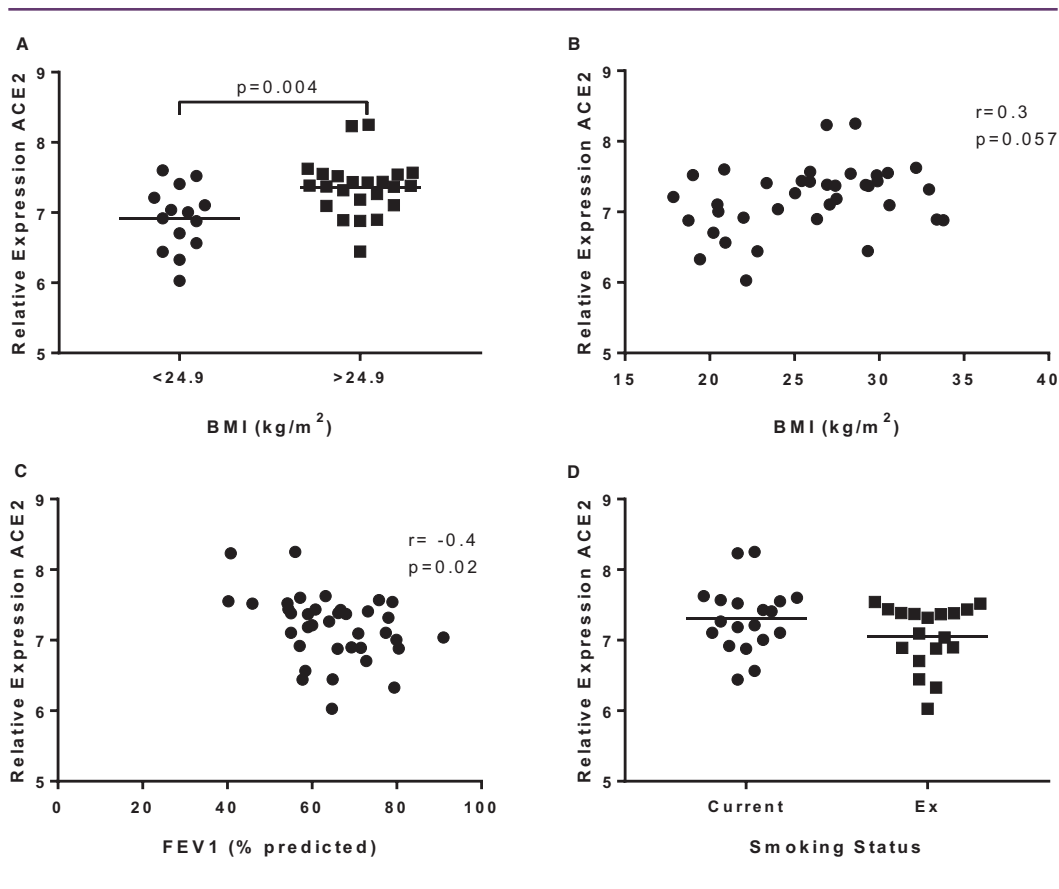 A
Relative Expression ACE2
9
8
7
6
5
p=0.004
<24.9
>24.9
BMI (kg/m²)
B
Relative Expression ACE2
9
8
7
6
5
r=0.3
p=0.057
15
20
25
30
35
40
BMI (kg/m²)
C
Relative Expression ACE2
9
8
7
6
5
r= -0.4
p=0.02
0
20
40
60
80
100
FEV1 (% predicted)
D
Relative Expression ACE2
9
8
7
6
5
Current
Ex
Smoking Status